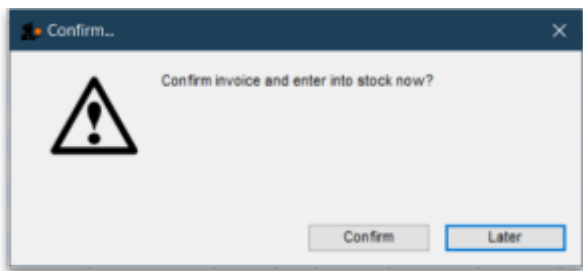 Confirm...
Confirm invoice and enter into stock now?
Confirm
Later